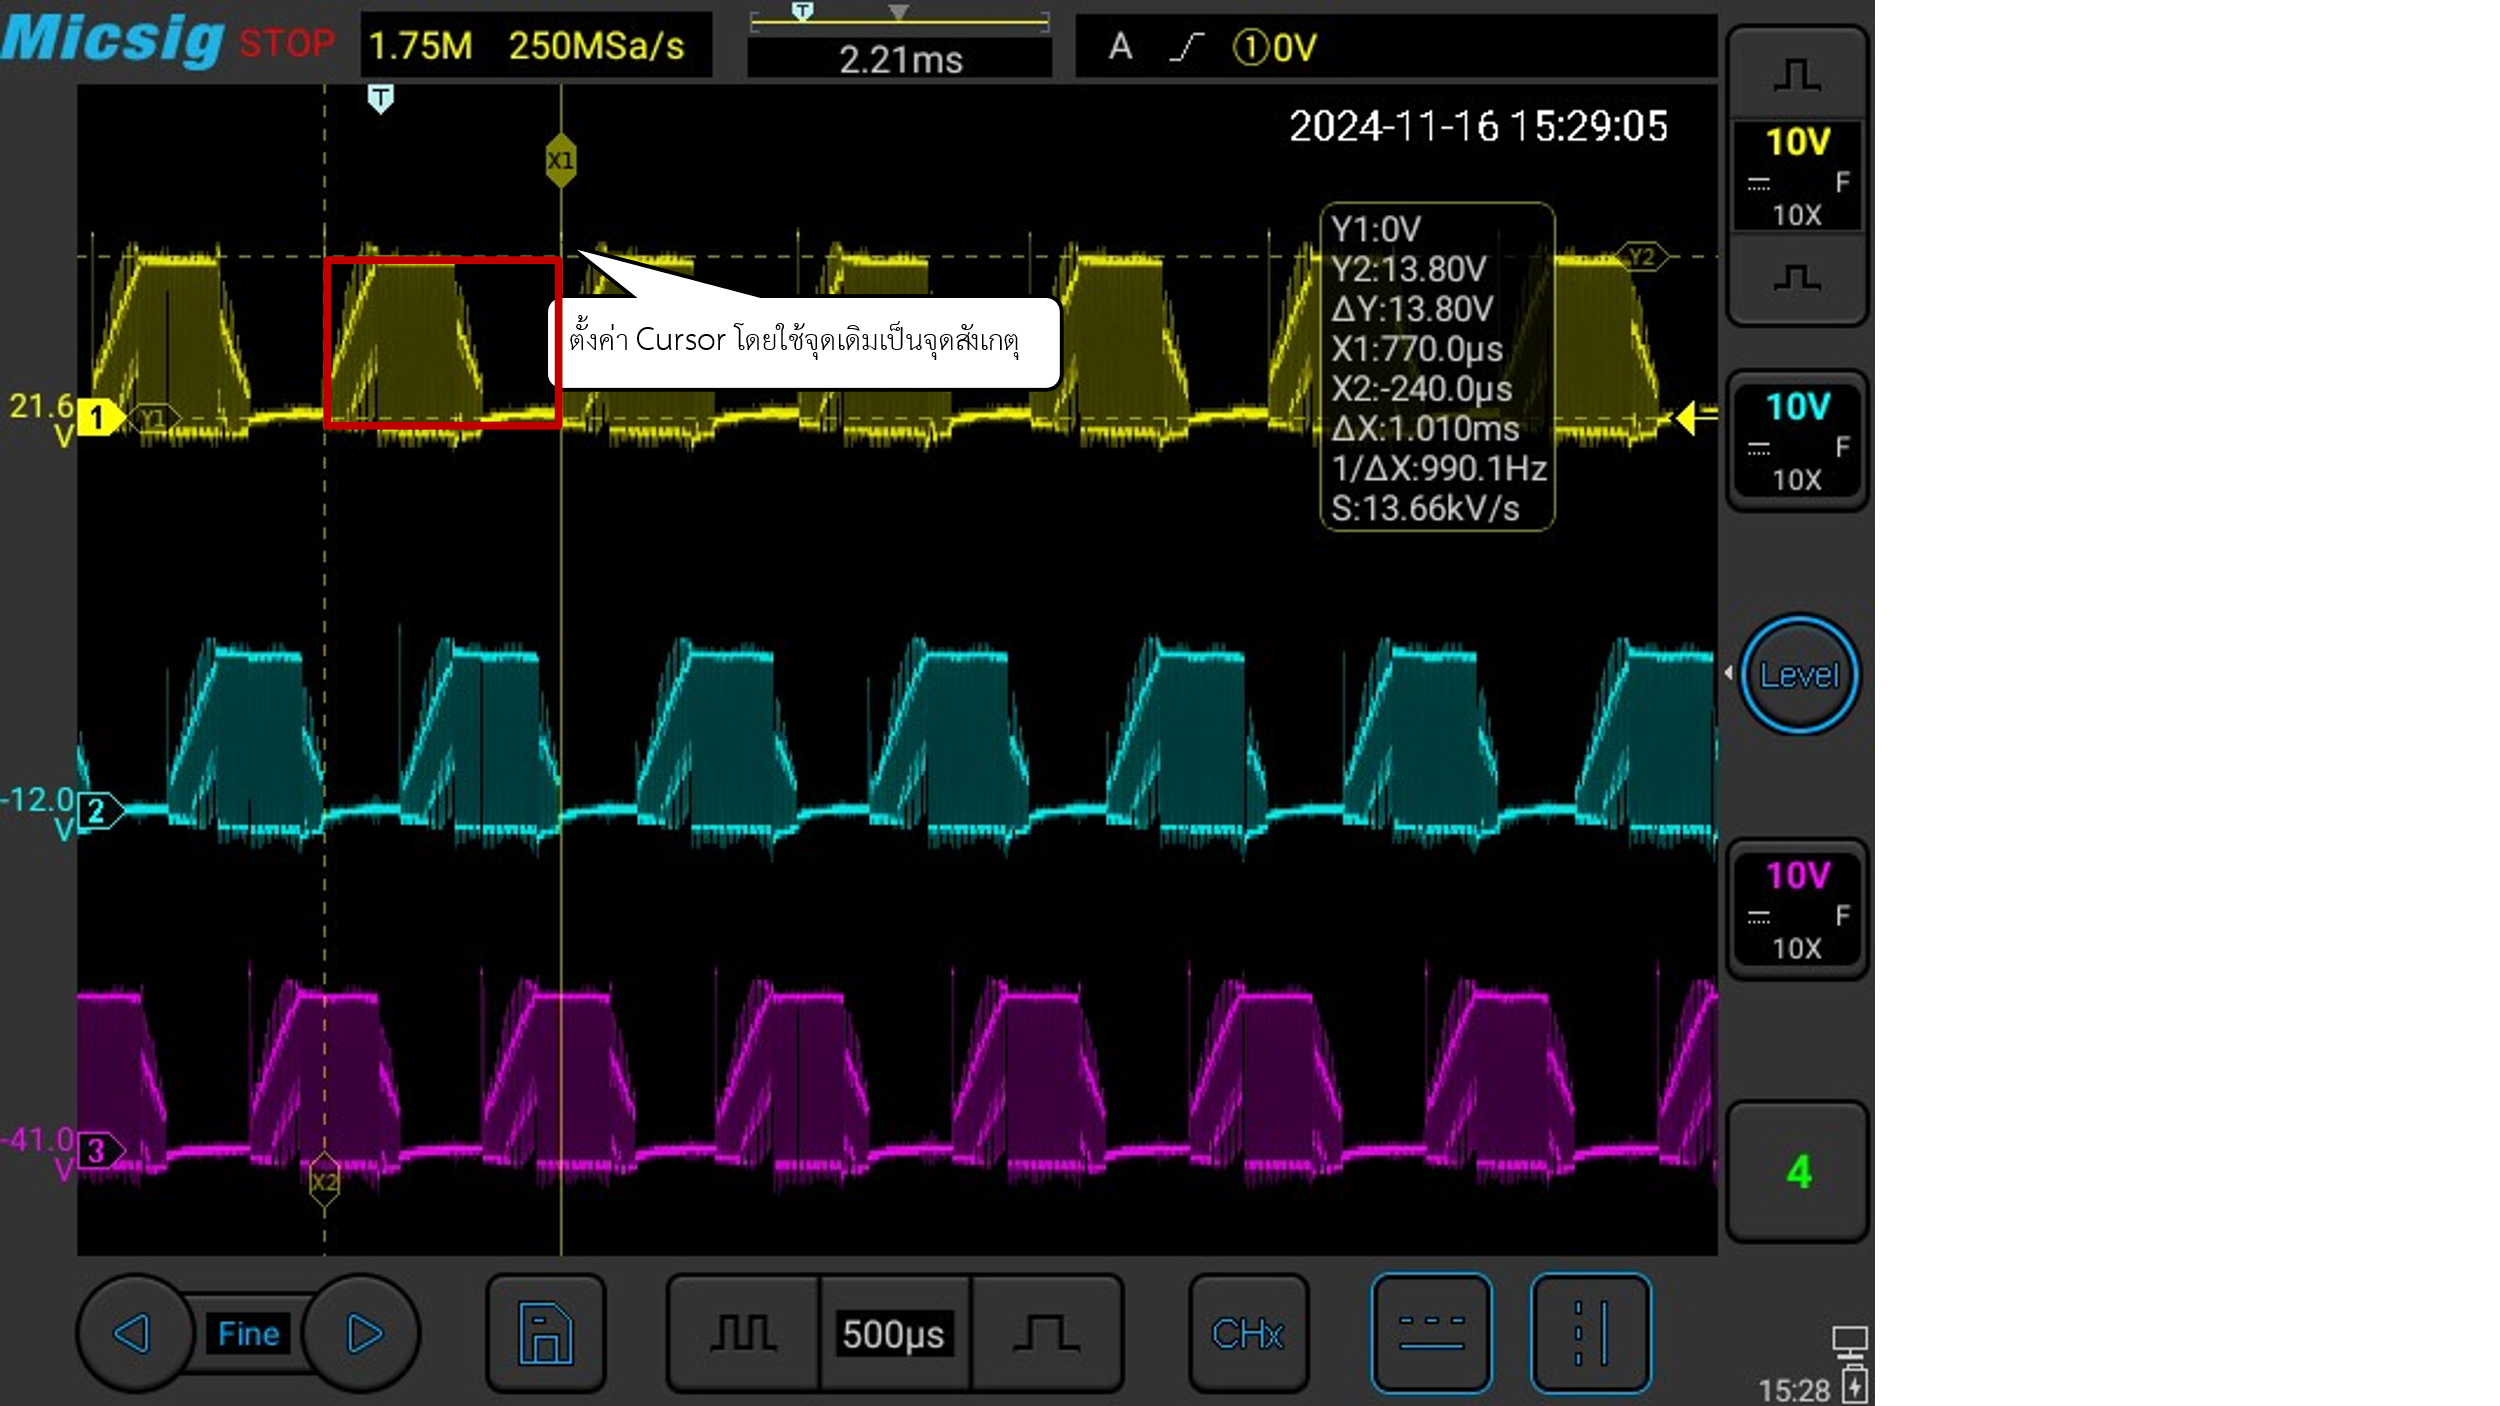 Micsig STOP 1.75M 250MSa/s 2.21ms A 1 0V
T
T
2024-11-16 15:29:05
X1
10V
F
10X
Y1:0V
Y2:13.80V
ΔY:13.80V
X1:770.0µs
X2:-240.0µs
ΔX:1.010ms
1/ΔX:990.1Hz
S:13.66kV/s
Y2
ตั้งค่า Cursor โดยใช้จุดเดิมเป็นจุดสังเกตุ
21.6
V
1
Y1
10V
F
10X
Level
-12.0
V
2
10V
F
10X
-41.0
V
3
X2
4
Fine
500µs
CHx
15:28